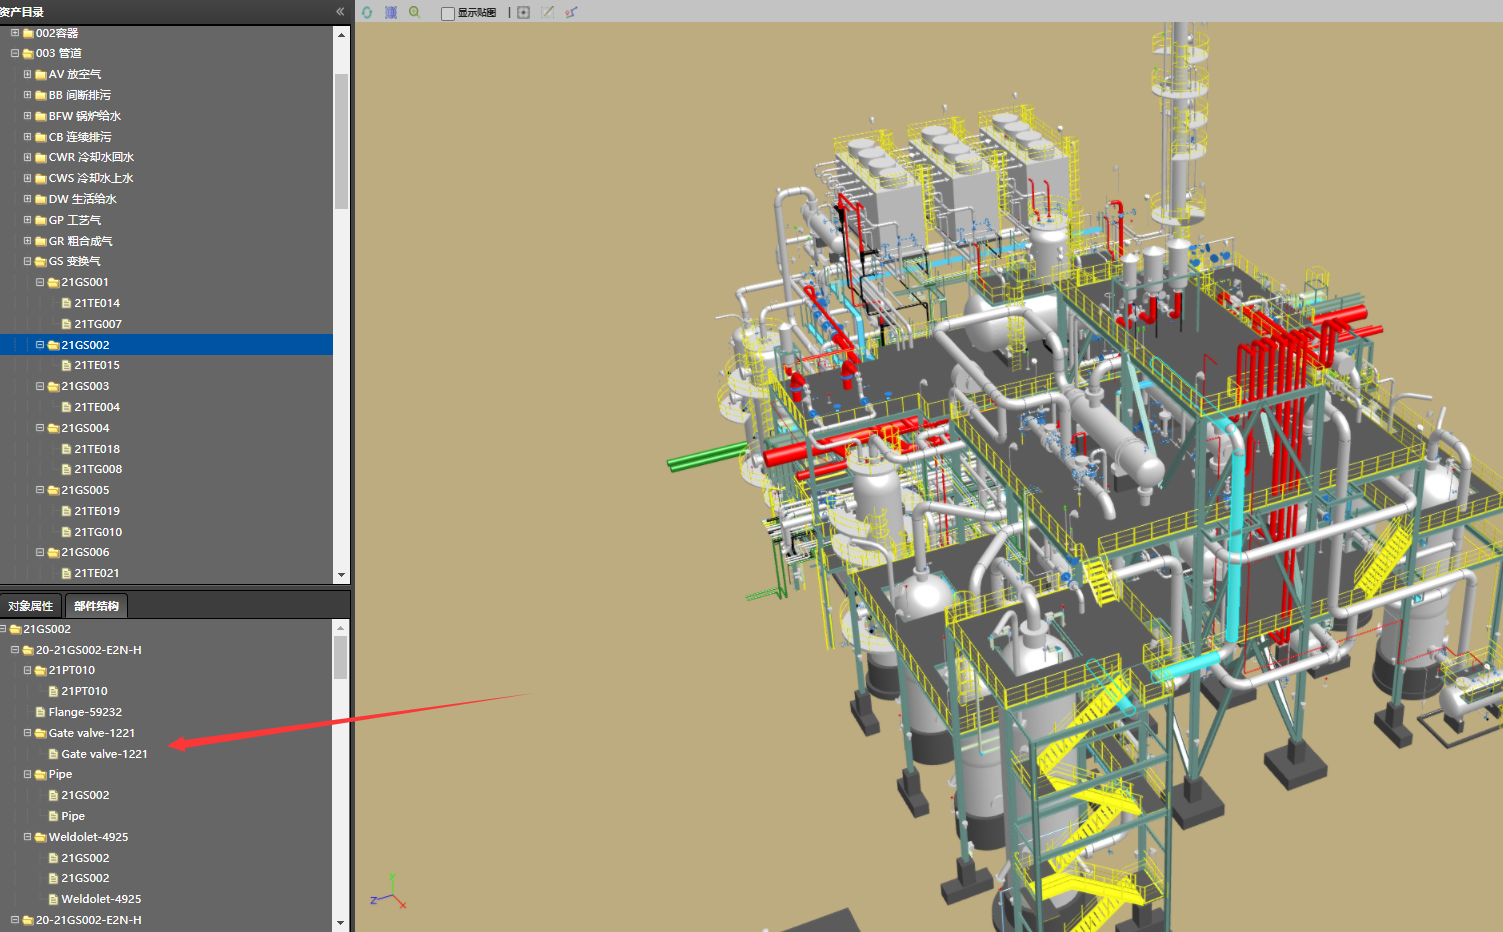 资产目录
显示贴图
002容器
003 管道
AV 放空气
BB 间断排污
BFW 锅炉给水
CB 连续排污
CWR 冷却水回水
CWS 冷却水上水
DW 生活给水
GP 工艺气
GR 粗合成气
GS 变换气
21GS001
21TE014
21TG007
21GS002
21TE015
21GS003
21TE004
21GS004
21TE018
21TG008
21GS005
21TE019
21TG010
21GS006
21TE021
对象属性 部件结构
21GS002
20-21GS002-E2N-H
21PT010
21PT010
Flange-59232
Gate valve-1221
Gate valve-1221
Pipe
21GS002
Pipe
Weldolet-4925
21GS002
21GS002
Weldolet-4925
20-21GS002-E2N-H
Y
Z
X